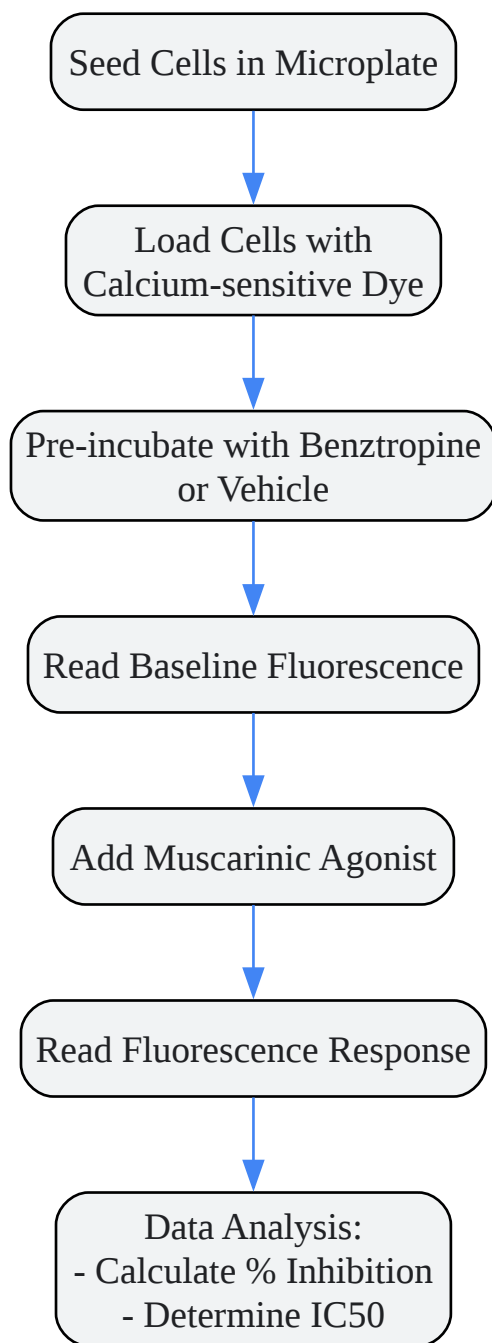 Seed Cells in Microplate
Load Cells with
Calcium-sensitive Dye
Pre-incubate with Benztropine
or Vehicle
Read Baseline Fluorescence
Add Muscarinic Agonist
Read Fluorescence Response
Data Analysis:
- Calculate % Inhibition
- Determine IC50